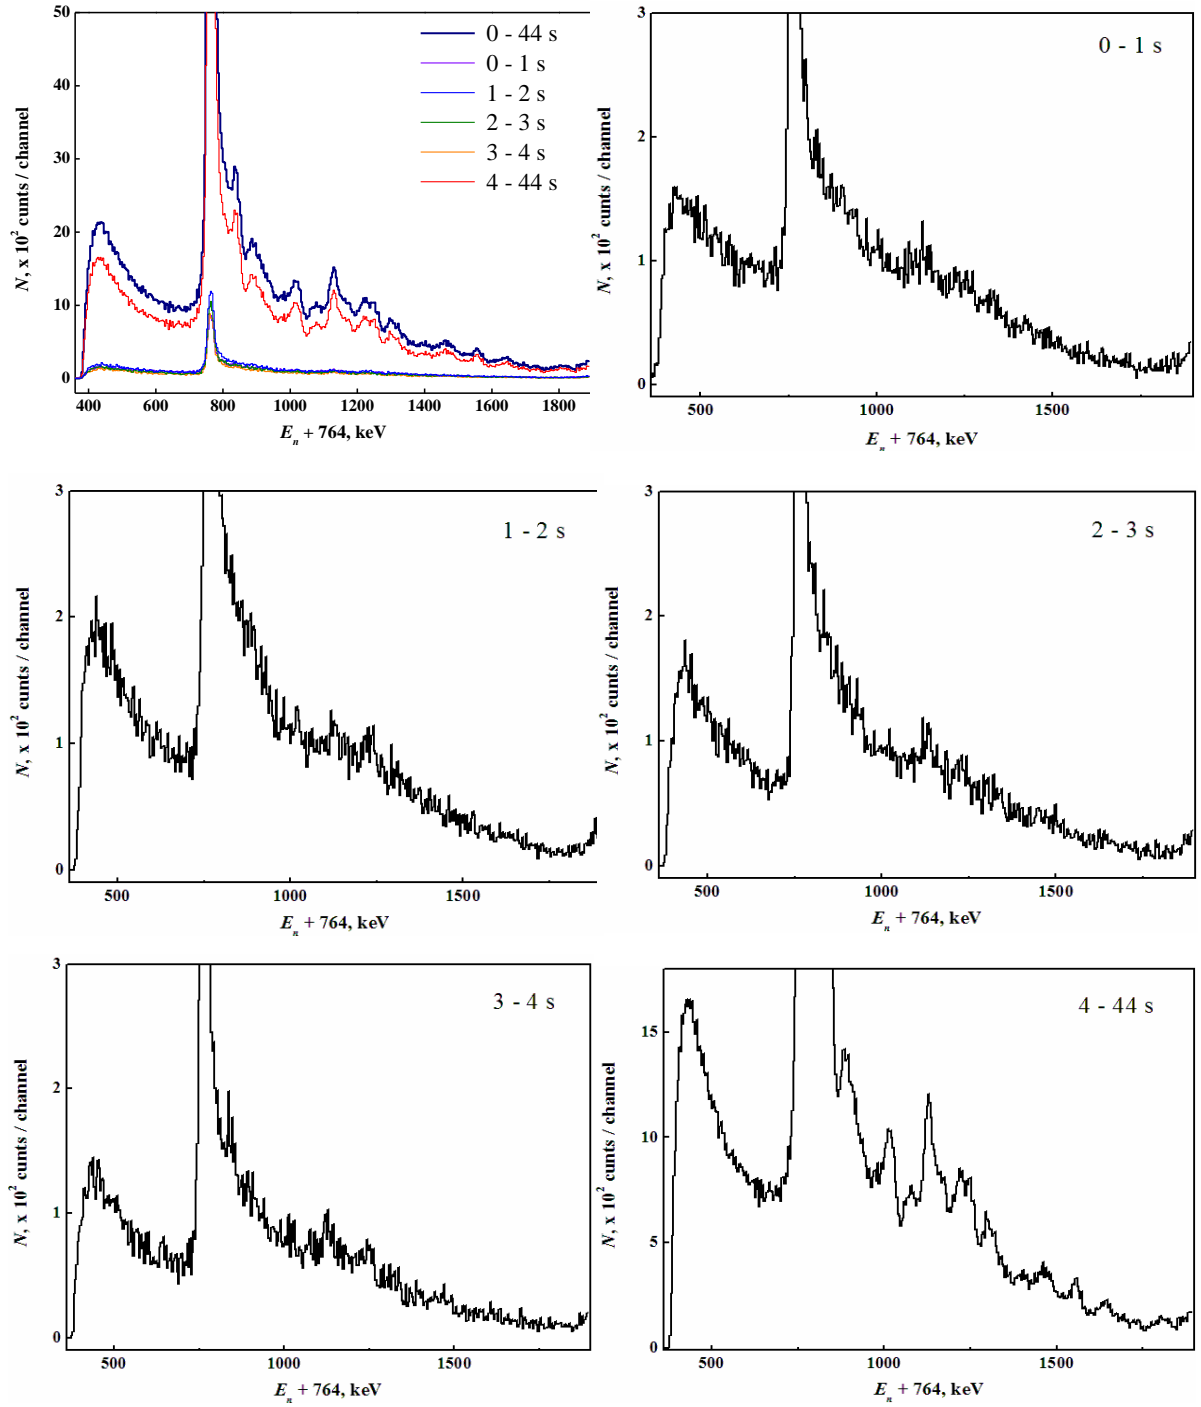 50
40
30
20
10
0
N, x 10² cunts / channel
400 600 800 1000 1200 1400 1600 1800
Eₙ + 764, keV
0 - 44 s
0 - 1 s
1 - 2 s
2 - 3 s
3 - 4 s
4 - 44 s
3
2
1
0
N, x 10² cunts / channel
500 1000 1500
Eₙ + 764, keV
0 - 1 s
3
2
1
0
N, x 10² cunts / channel
500 1000 1500
Eₙ + 764, keV
1 - 2 s
3
2
1
0
N, x 10² cunts / channel
500 1000 1500
Eₙ + 764, keV
2 - 3 s
3
2
1
0
N, x 10² cunts / channel
500 1000 1500
Eₙ + 764, keV
3 - 4 s
15
10
5
0
N, x 10² cunts / channel
500 1000 1500
Eₙ + 764, keV
4 - 44 s